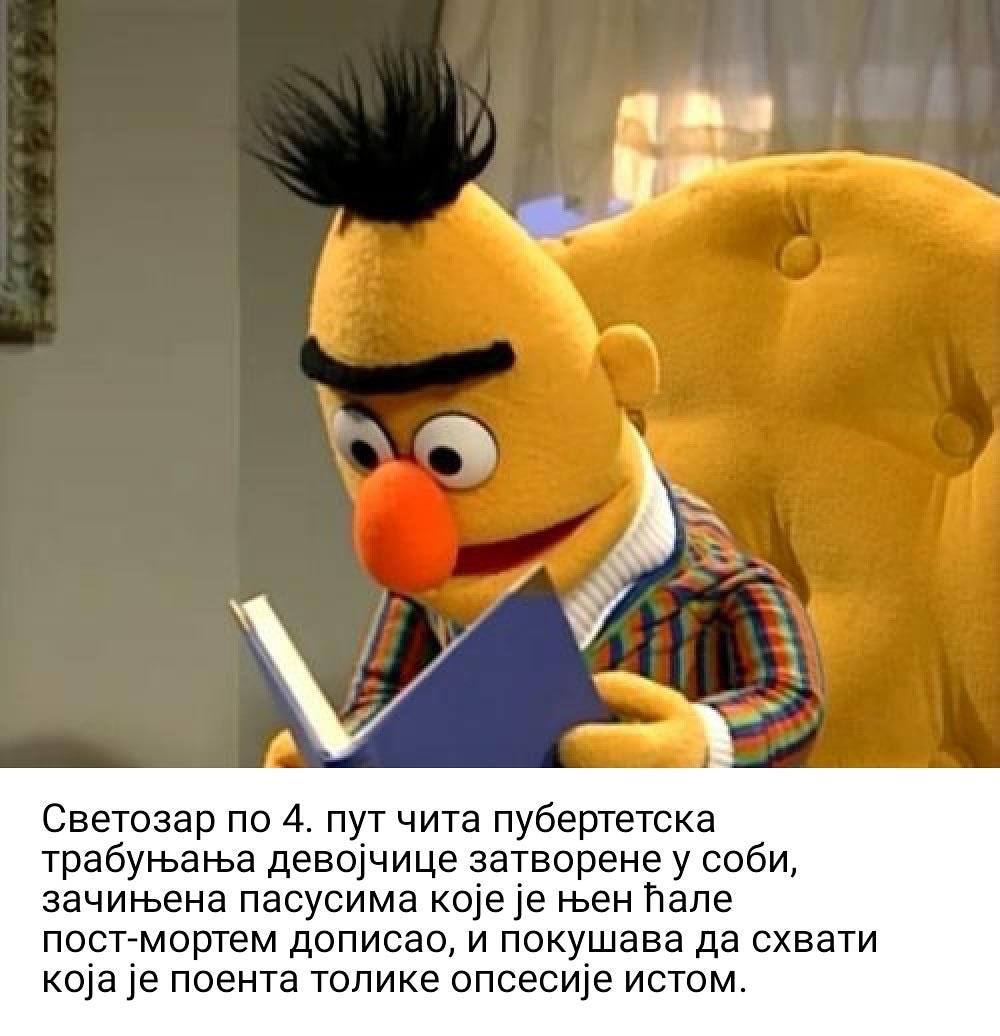 Светозар по 4. пут чита пубертетска
трабуњања девојчице затворене у соби,
зачињена пасусима које је њен ћале
пост-мортем дописао, и покушава да схвати
која је поента толике опсесије истом.